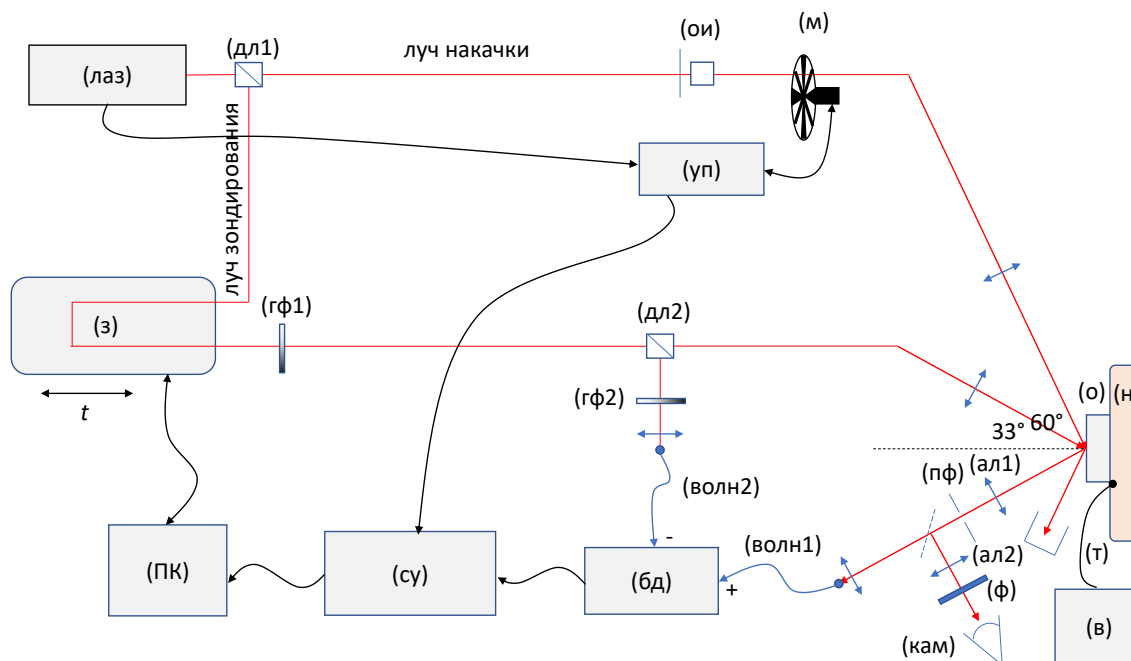 (дл1)
луч накачки
(ои)
(м)
(лаз)
луч зондирования
(уп)
(з)
(гф1)
(дл2)
t
(гф2)
(о)
(н
33°
60°
(пф)
(ал1)
(волн2)
-
(волн1)
(ал2)
(т)
(ПК)
(су)
(бд)
+
(ф)
(кам)
(в)